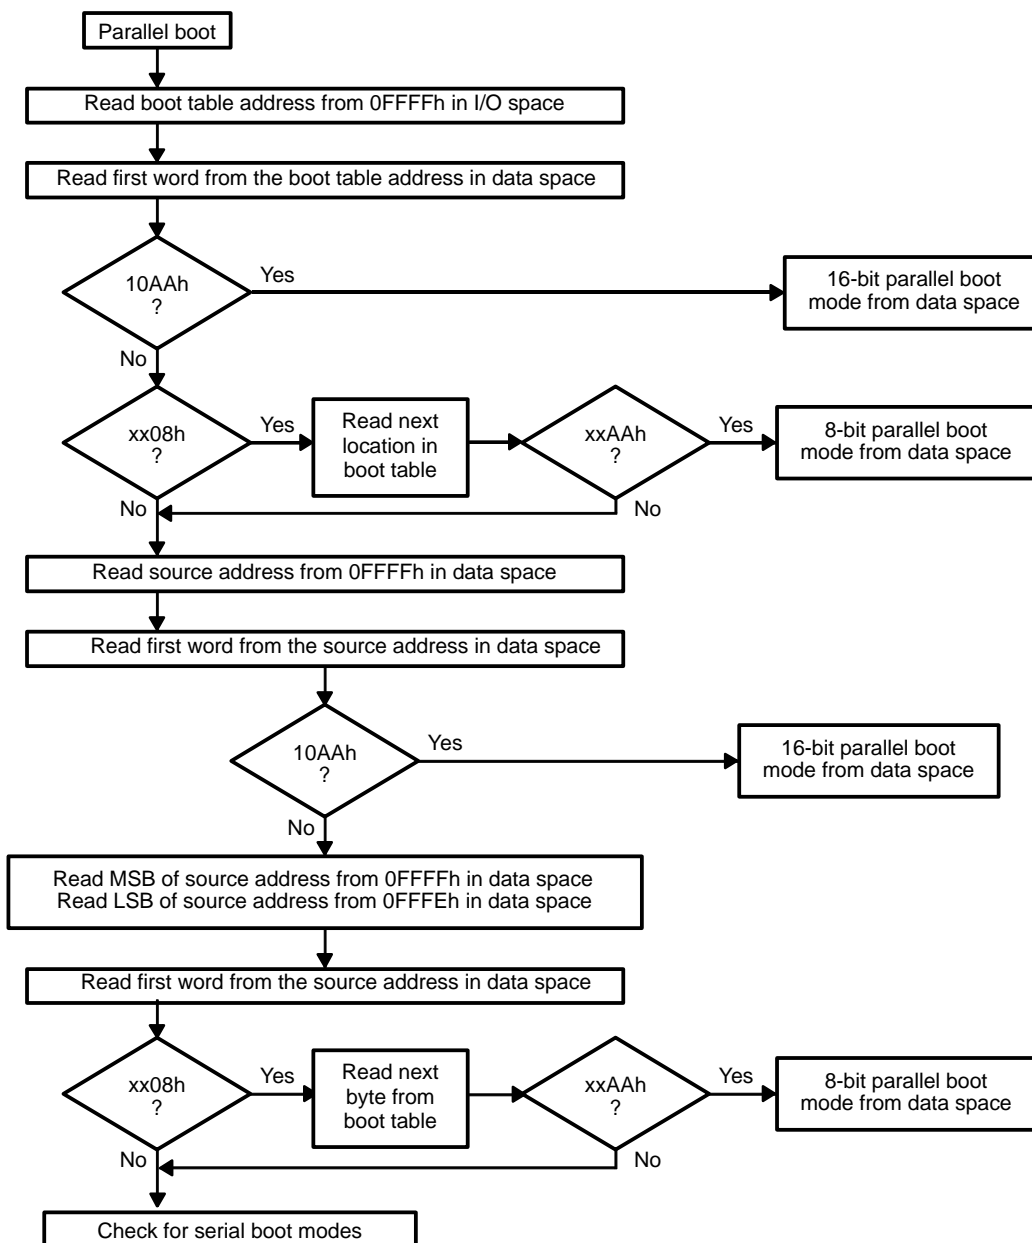 Parallel boot
Read boot table address from 0FFFFh in I/O space
Read first word from the boot table address in data space
10AAh
?
Yes
16-bit parallel boot
mode from data space
No
xx08h
?
Yes
Read next
location in
boot table
xxAAh
?
Yes
8-bit parallel boot
mode from data space
No
No
Read source address from 0FFFFh in data space
Read first word from the source address in data space
10AAh
?
Yes
16-bit parallel boot
mode from data space
No
Read MSB of source address from 0FFFFh in data space
Read LSB of source address from 0FFFEh in data space
Read first word from the source address in data space
xx08h
?
Yes
Read next
byte from
boot table
xxAAh
?
Yes
8-bit parallel boot
mode from data space
No
No
Check for serial boot modes